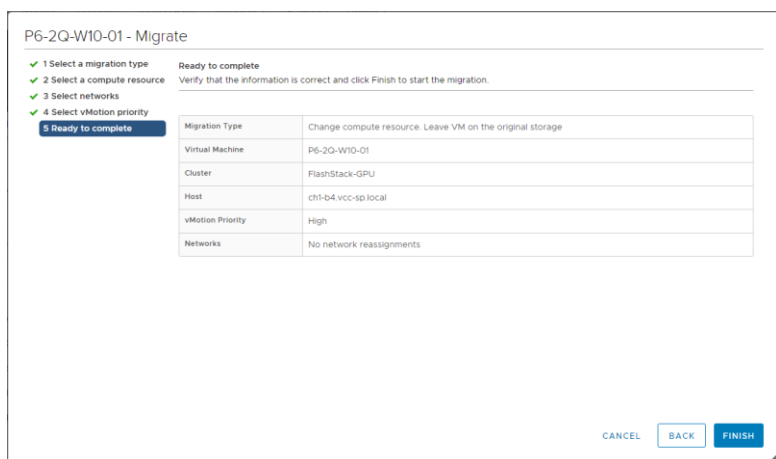 P6-2Q-W10-01 - Migrate
1 Select a migration type
2 Select a compute resource
3 Select networks
4 Select vMotion priority
5 Ready to complete
Ready to complete
Verify that the information is correct and click Finish to start the migration.
Migration Type Change compute resource. Leave VM on the original storage
Virtual Machine P6-2Q-W10-01
Cluster FlashStack-GPU
Host ch1-b4.vcc-sp.local
vMotion Priority High
Networks No network reassignments
CANCEL BACK FINISH